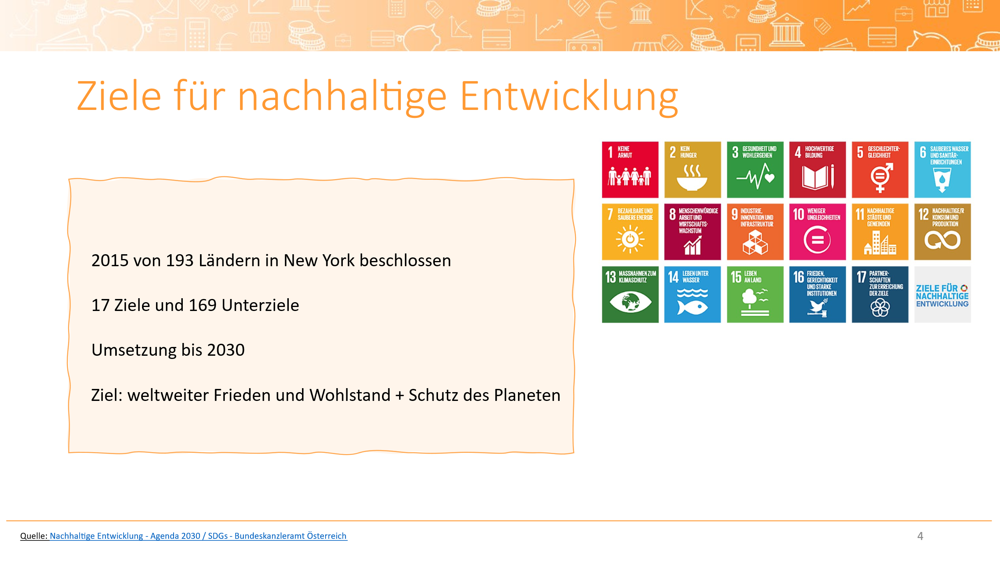 Ziele für nachhaltige Entwicklung
2015 von 193 Ländern in New York beschlossen
17 Ziele und 169 Unterziele
Umsetzung bis 2030
Ziel: weltweiter Frieden und Wohlstand + Schutz des Planeten
1 KEINE
ARMUT
2 KEIN
HUNGER
3 GESUNDHEIT UND
WOHLERGEHEN
4 HOCHWERTIGE
BILDUNG
5 GESCHLECHTER-
GLEICHHEIT
6 SAUBERES WASSER
UND SANITÄR-
EINRICHTUNGEN
7 BEZAHLBARE UND
SAUBERE ENERGIE
8 MENSCHENWÜRDIGE
ARBEIT UND
WIRTSCHAFTS-
WACHSTUM
9 INDUSTRIE,
INNOVATION UND
INFRASTRUKTUR
10 WENIGER
UNGLEICHHEITEN
11 NACHHALTIGE
STÄDTE UND
GEMEINDEN
12 NACHHALTIGE/R
KONSUM UND
PRODUKTION
13 MASSNAHMEN ZUM
KLIMASCHUTZ
14 LEBEN UNTER
WASSER
15 LEBEN
AN LAND
16 FRIEDEN,
GERECHTIGKEIT
UND STARKE
INSTITUTIONEN
17 PARTNER-
SCHAFTEN
ZUR ERREICHUNG
DER ZIELE
ZIELE FÜR
NACHHALTIGE
ENTWICKLUNG
Quelle: Nachhaltige Entwicklung - Agenda 2030 / SDGs - Bundeskanzleramt Österreich
4